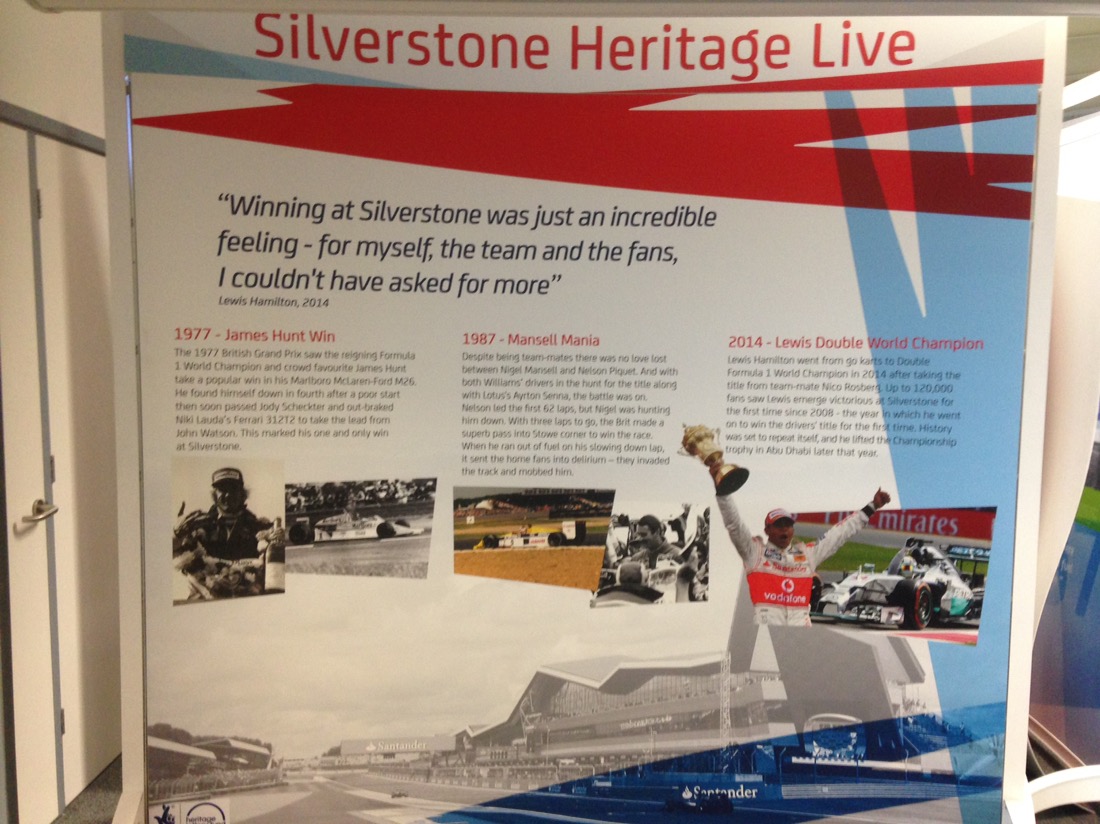 Silverstone Heritage Live
“Winning at Silverstone was just an incredible
feeling - for myself, the team and the fans,
I couldn't have asked for more”
Lewis Hamilton, 2014
1977 - James Hunt Win
The 1977 British Grand Prix saw the reigning Formula
1 World Champion and crowd favourite James Hunt
take a popular win in his Marlboro McLaren-Ford M26.
He found himself down in fourth after a poor start
then soon passed Jody Scheckter and out-braked
Niki Lauda's Ferrari 312T2 to take the lead from
John Watson. This marked his one and only win
at Silverstone.
1987 - Mansell Mania
Despite being team-mates there was no love lost
between Nigel Mansell and Nelson Piquet. And with
both Williams' drivers in the hunt for the title along
with Lotus's Ayrton Senna, the battle was on.
Nelson led the first 62 laps, but Nigel was hunting
him down. With three laps to go, the Brit made a
superb pass into Stowe corner to win the race.
When he ran out of fuel on his slowing down lap,
it sent the home fans into delirium – they invaded
the track and mobbed him.
2014 - Lewis Double World Champion
Lewis Hamilton went from go karts to Double
Formula 1 World Champion in 2014 after taking the
title from team-mate Nico Rosberg. Up to 120,000
fans saw Lewis emerge victorious at Silverstone for
the first time since 2008 - the year in which he went
on to win the drivers' title for the first time. History
was set to repeat itself, and he lifted the Championship
trophy in Abu Dhabi later that year.
Emirates
vodafone
Santander
Santander
heritage